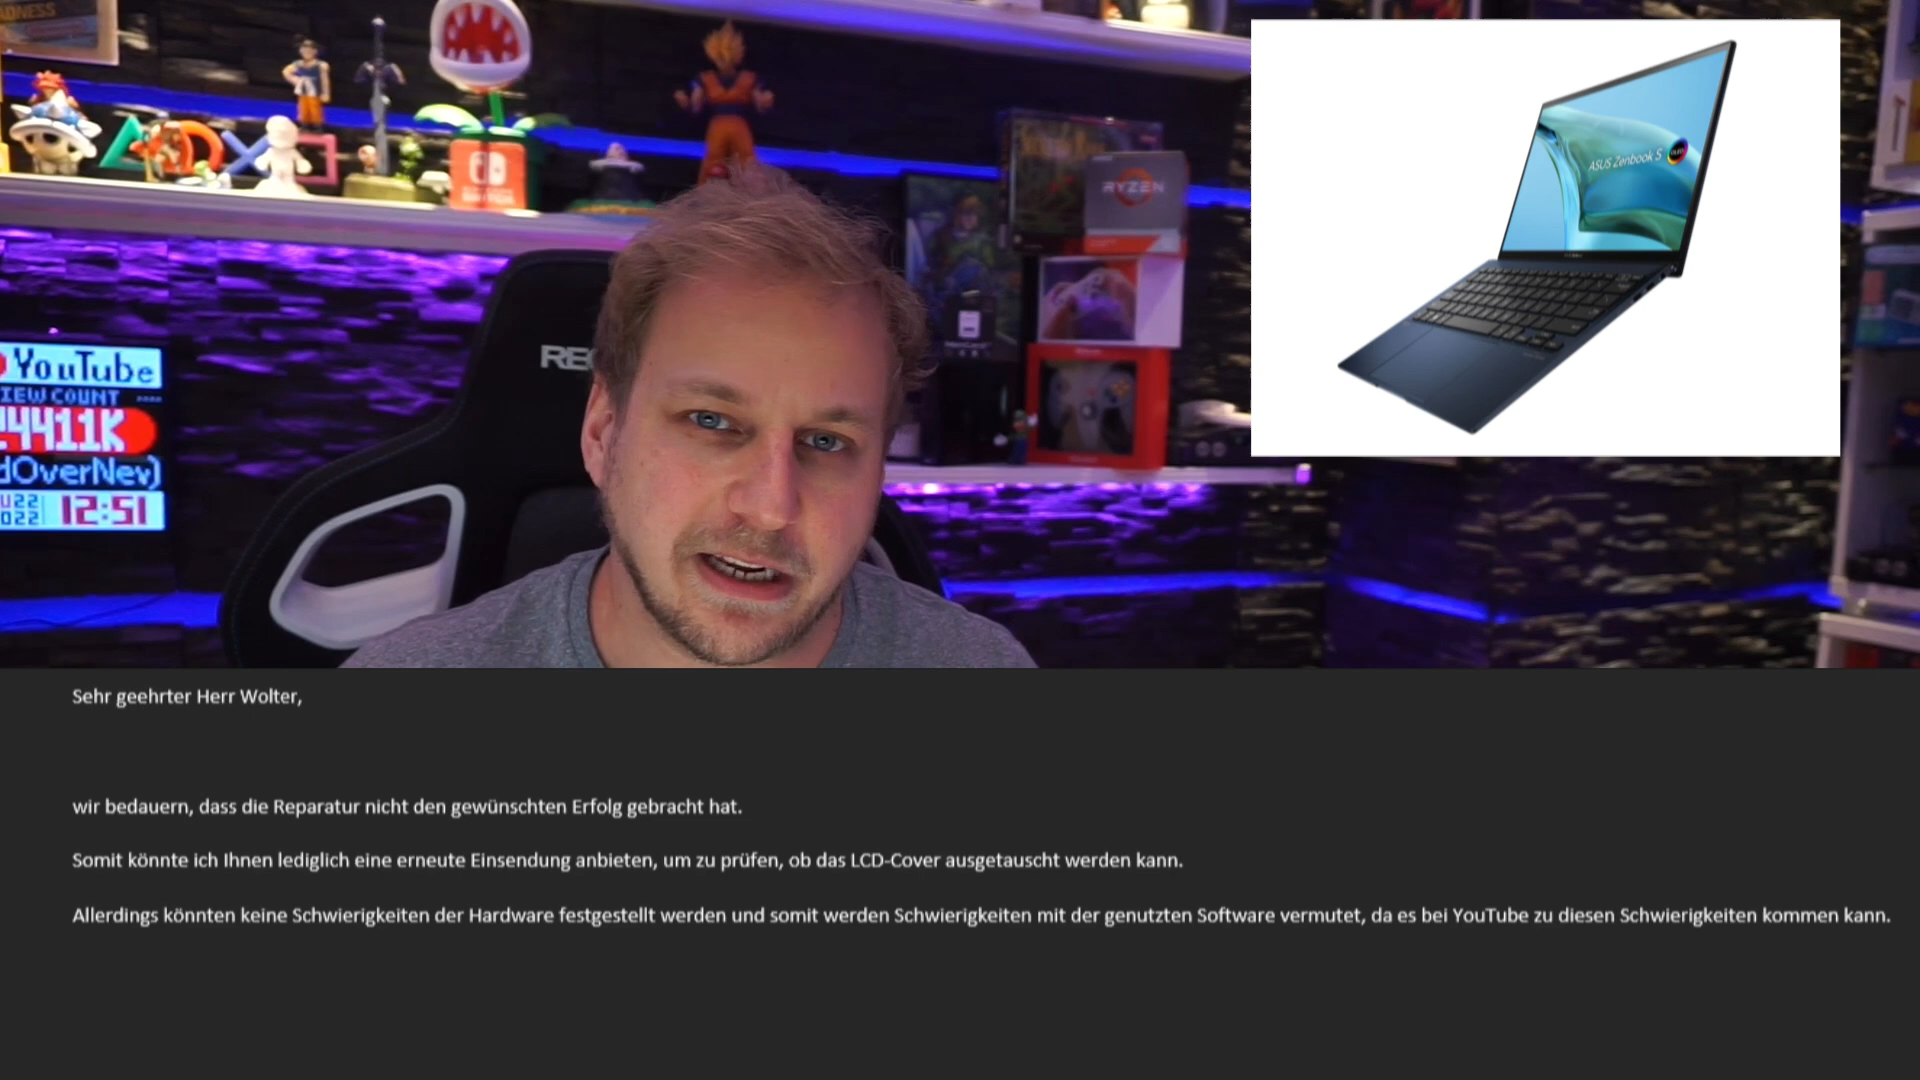 RYZEN
ASUS Zenbook S
YouTube
VIEW COUNT
4411K
dOverNev)
12:51
Sehr geehrter Herr Wolter,
wir bedauern, dass die Reparatur nicht den gewünschten Erfolg gebracht hat.
Somit könnte ich Ihnen lediglich eine erneute Einsendung anbieten, um zu prüfen, ob das LCD-Cover ausgetauscht werden kann.
Allerdings könnten keine Schwierigkeiten der Hardware festgestellt werden und somit werden Schwierigkeiten mit der genutzten Software vermutet, da es bei YouTube zu diesen Schwierigkeiten kommen kann.